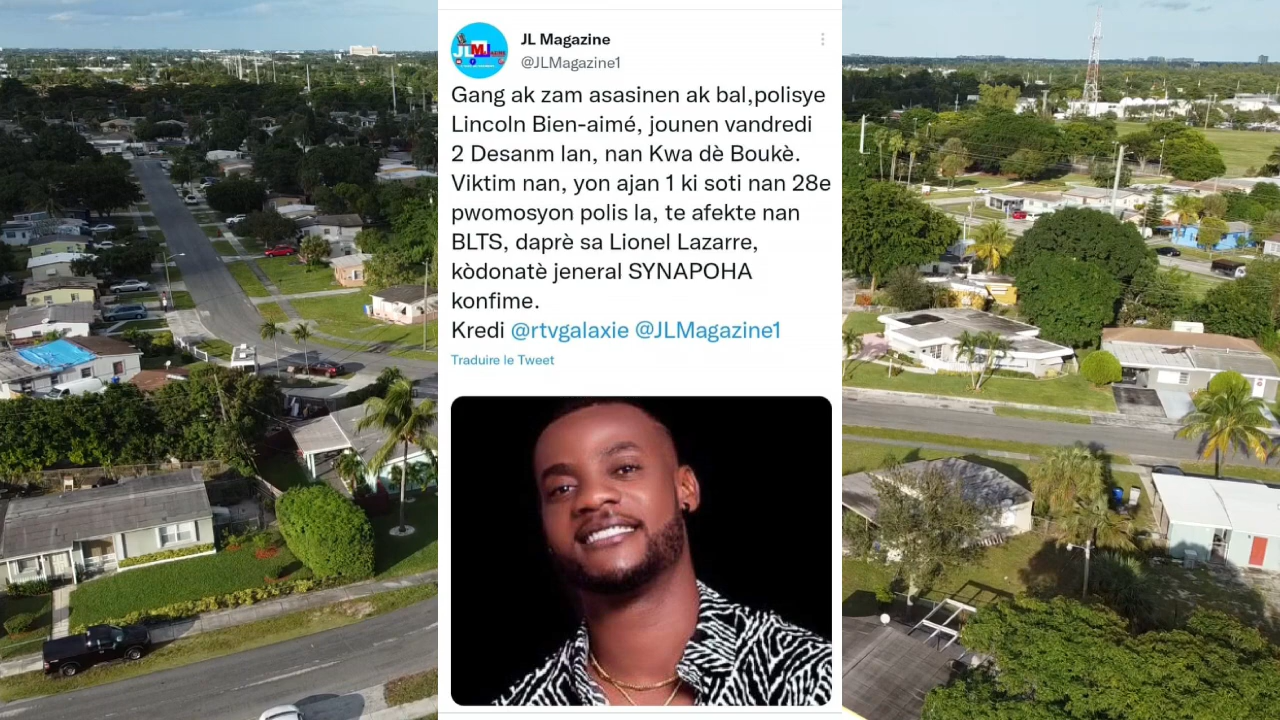 JL Magazine
@JLMagazine1
Gang ak zam asasinen ak bal,polisye
Lincoln Bien-aimé, jounen vandredi
2 Desanm lan, nan Kwa dè Boukè.
Viktim nan, yon ajan 1 ki soti nan 28e
pwomosyon polis la, te afekte nan
BLTS, daprè sa Lionel Lazarre,
kòdonatè jeneral SYNAPOHA
konfime.
Kredi @rtvgalaxie @JLMagazine1
Traduire le Tweet